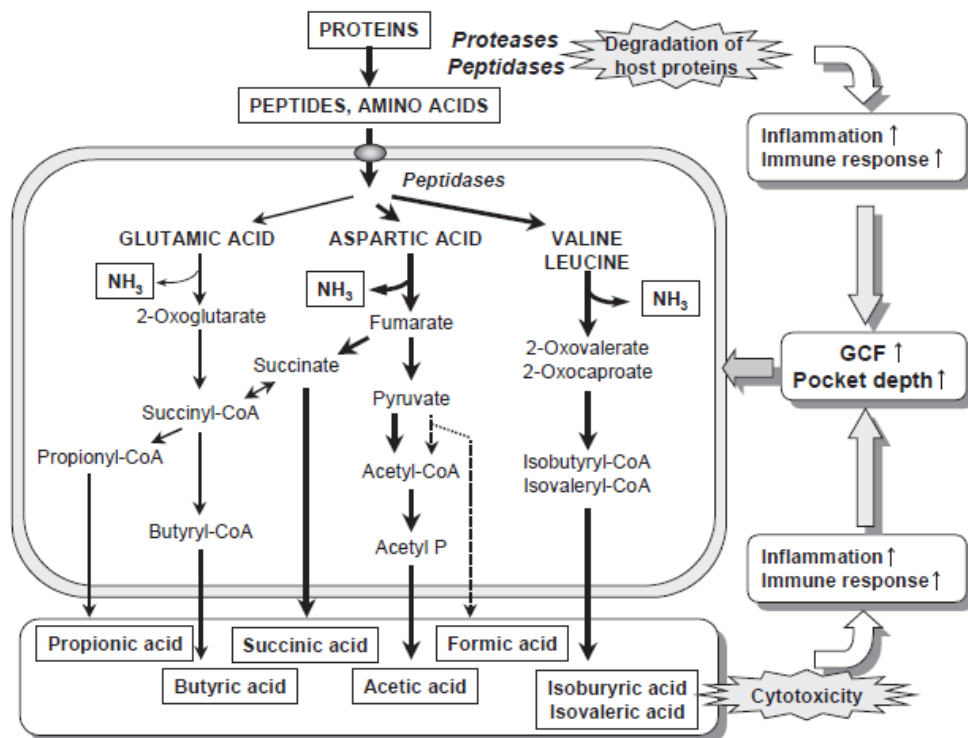 PROTEINS
Proteases
Peptidases
Degradation of
host proteins
PEPTIDES, AMINO ACIDS
Inflammation ↑
Immune response ↑
Peptidases
GLUTAMIC ACID
ASPARTIC ACID
VALINE
LEUCINE
NH3
NH3
NH3
2-Oxoglutarate
Fumarate
2-Oxovalerate
2-Oxocaproate
Succinate
GCF ↑
Pocket depth ↑
Succinyl-CoA
Pyruvate
Propionyl-CoA
Acetyl-CoA
Isobutyryl-CoA
Isovaleryl-CoA
Butyryl-CoA
Acetyl P
Inflammation ↑
Immune response ↑
Propionic acid
Succinic acid
Formic acid
Butyric acid
Acetic acid
Isoburyric acid
Isovaleric acid
Cytotoxicity